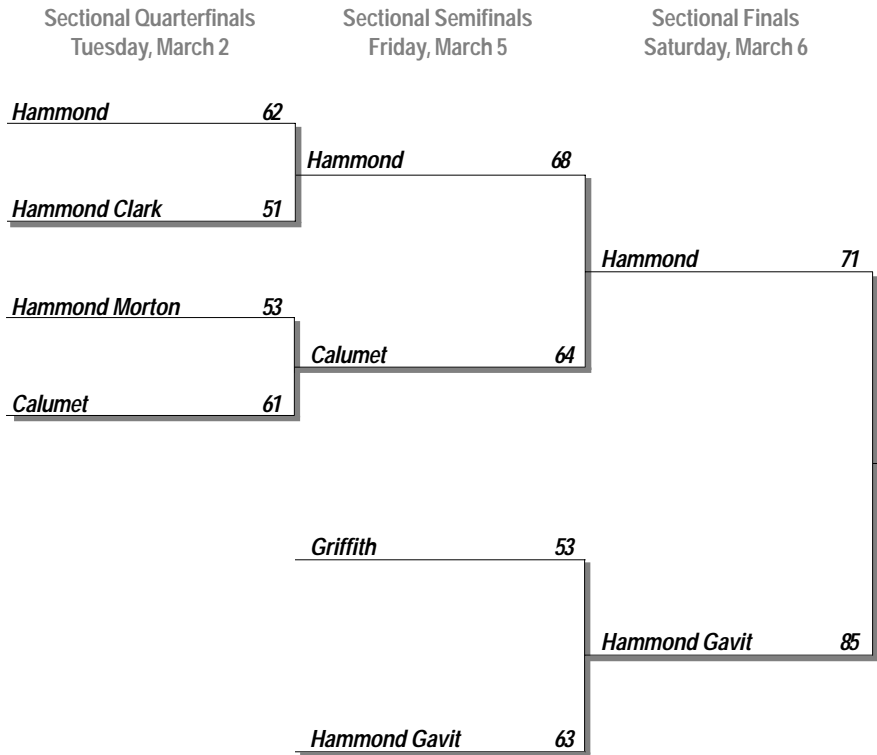 Sectional Quarterfinals Sectional Semifinals Sectional Finals
Tuesday, March 2 Friday, March 5 Saturday, March 6
Hammond 62
Hammond 68
Hammond Clark 51
Hammond 71
Hammond Morton 53
Calumet 64
Calumet 61
Griffith 53
Hammond Gavit 85
Hammond Gavit 63